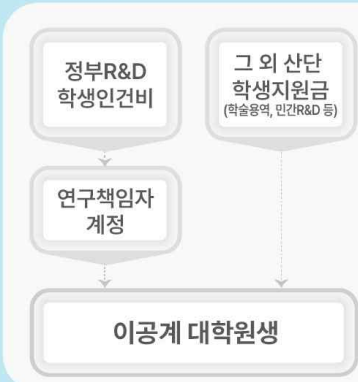 정부R&D
학생인건비
그 외 산단
학생지원금
(학술용역, 민간R&D 등)
연구책임자
계정
이공계 대학원생